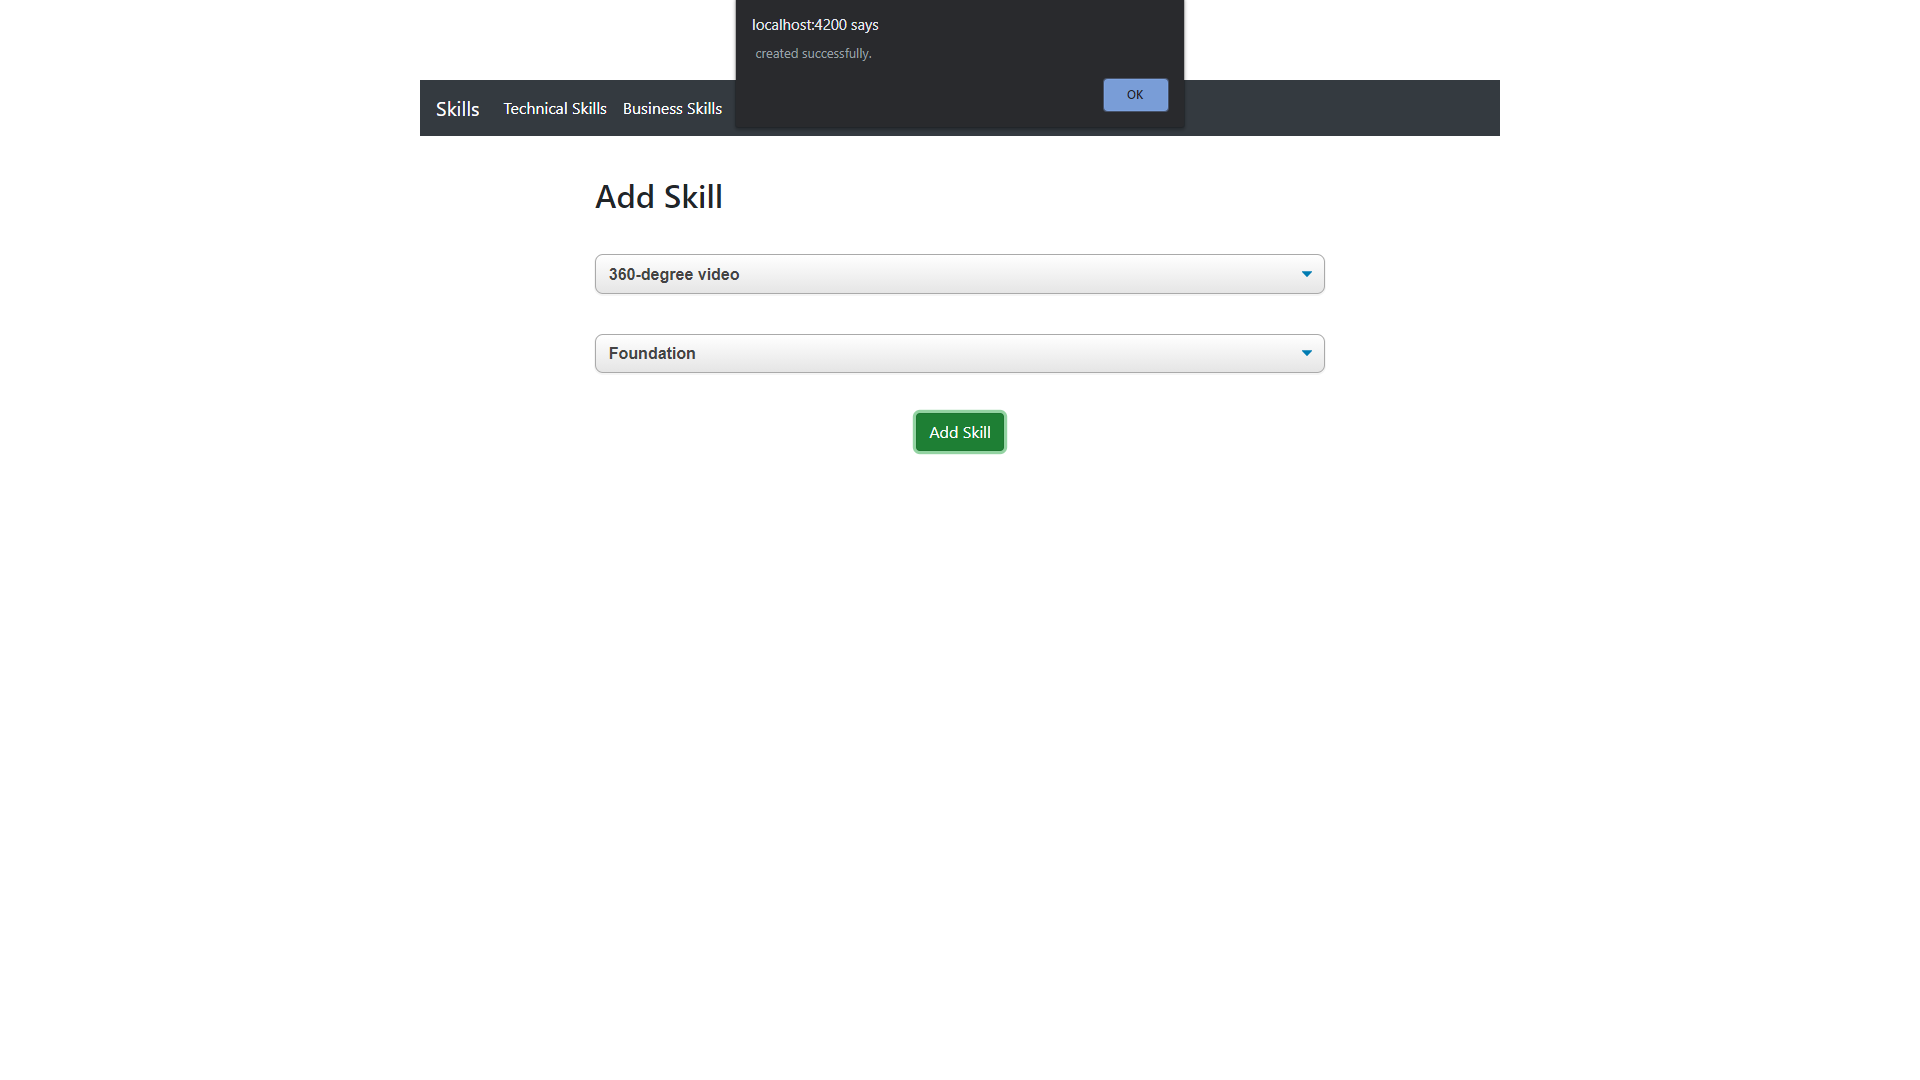 localhost:4200 says
created successfully.
OK
Skills Technical Skills Business Skills
Add Skill
360-degree video
Foundation
Add Skill